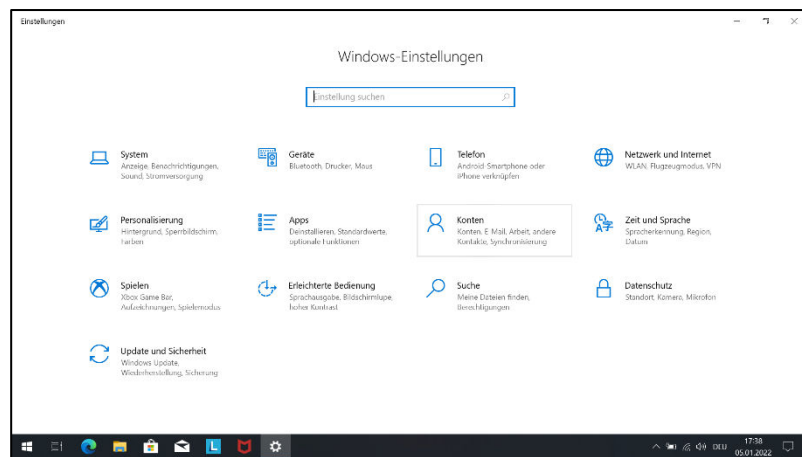 Einstellungen
Windows-Einstellungen
Einstellung suchen
System
Anzeige, Benachrichtigungen,
Sound, Stromversorgung
Geräte
Bluetooth, Drucker, Maus
Telefon
Android-Smartphone oder
iPhone verknüpfen
Netzwerk und Internet
WLAN, Flugzeugmodus, VPN
Personalisierung
Hintergrund, Sperrbildschirm,
Farben
Apps
Deinstallieren, Standardwerte,
optionale Funktionen
Konten
Konten, E-Mail, Arbeit, andere
Kontakte, Synchronisierung
Zeit und Sprache
Spracherkennung, Region,
Datum
Spielen
Xbox Game Bar,
Aufzeichnungen, Spielemodus
Erleichterte Bedienung
Sprachausgabe, Bildschirmlupe,
hoher Kontrast
Suche
Meine Dateien finden,
Berechtigungen
Datenschutz
Standort, Kamera, Mikrofon
Update und Sicherheit
Windows Update,
Wiederherstellung, Sicherung
L
DEU
17:38
05.01.2022